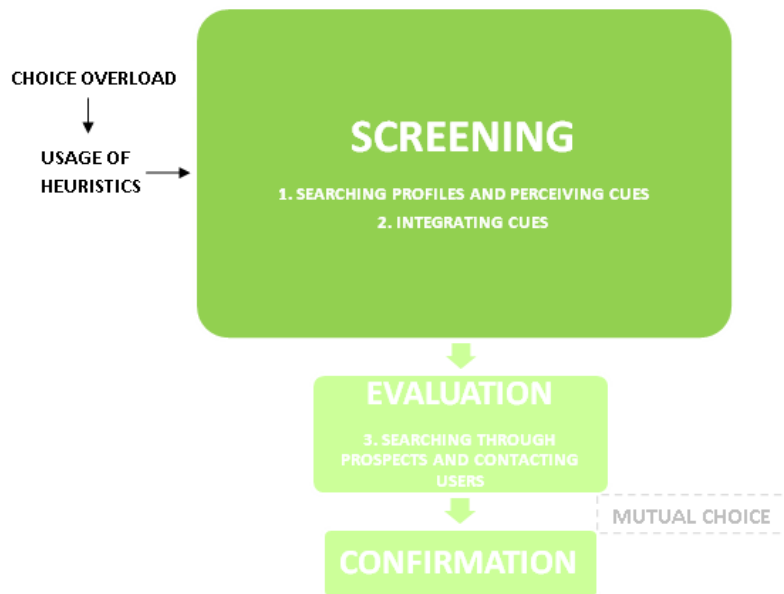 CHOICE OVERLOAD
USAGE OF
HEURISTICS
SCREENING
1. SEARCHING PROFILES AND PERCEIVING CUES
2. INTEGRATING CUES
EVALUATION
3. SEARCHING THROUGH
PROSPECTS AND CONTACTING
USERS
MUTUAL CHOICE
CONFIRMATION